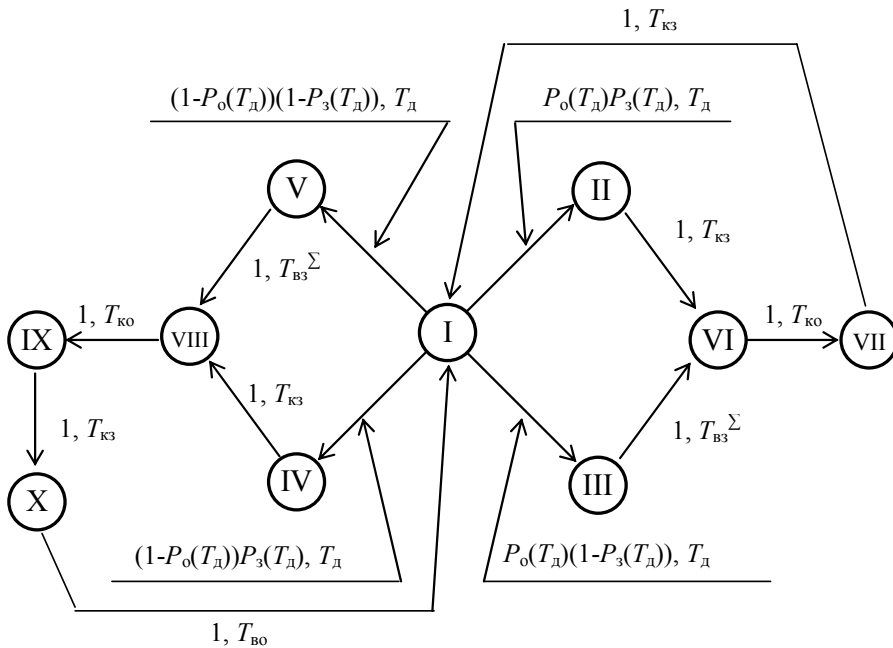 1, Tкз
(1-Pо(Tд))(1-Pз(Tд)), Tд
Pо(Tд)Pз(Tд), Tд
V
II
1, Tкз
1, Tвз∑
1, Tко
I
1, Tко
IX
VIII
VI
VII
1, Tкз
1, Tкз
1, Tвз∑
X
IV
III
(1-Pо(Tд))Pз(Tд), Tд
Pо(Tд)(1-Pз(Tд)), Tд
1, Tво